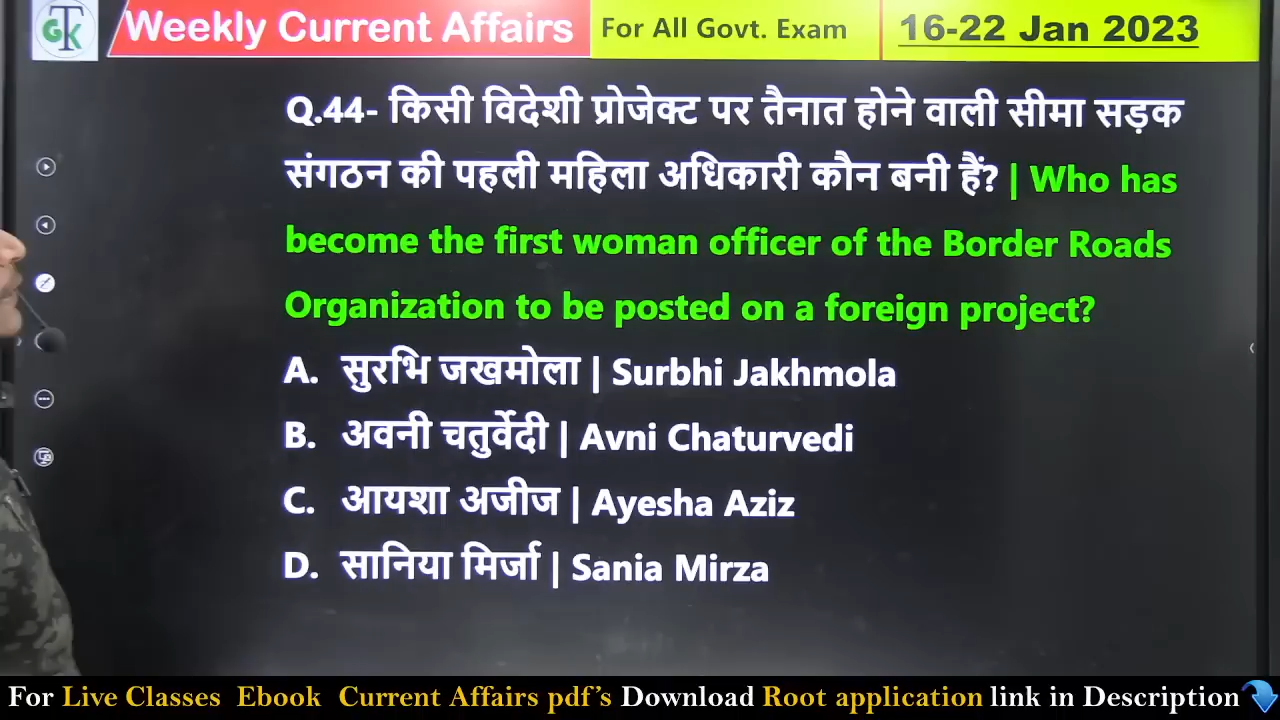 GTK
Weekly Current Affairs For All Govt. Exam 16-22 Jan 2023
Q.44- किसी विदेशी प्रोजेक्ट पर तैनात होने वाली सीमा सड़क
संगठन की पहली महिला अधिकारी कौन बनी हैं? | Who has
become the first woman officer of the Border Roads
Organization to be posted on a foreign project?
A. सुरभि जखमोला | Surbhi Jakhmola
B. अवनी चतुर्वेदी | Avni Chaturvedi
C. आयशा अजीज | Ayesha Aziz
D. सानिया मिर्जा | Sania Mirza
For Live Classes Ebook Current Affairs pdf’s Download Root application link in Description